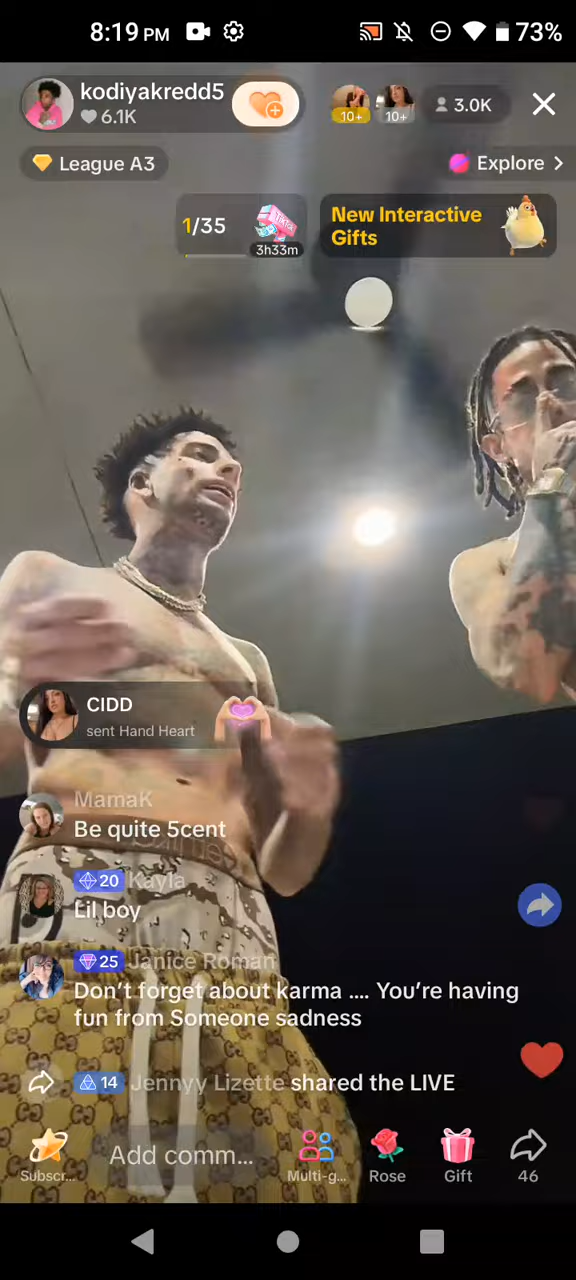 8:19 PM
73%
kodiyakredd5
6.1K
10+
10+
3.0K
League A3
Explore
1/35
TikTok
3h33m
New Interactive
Gifts
CIDD
sent Hand Heart
MamaK
Be quite 5cent
20 Kayla
Lil boy
25 Janice Roman
Don't forget about karma .... You're having
fun from Someone sadness
14 Jennyy Lizette shared the LIVE
Subscr...
Add comm...
Multi-g...
Rose
Gift
46